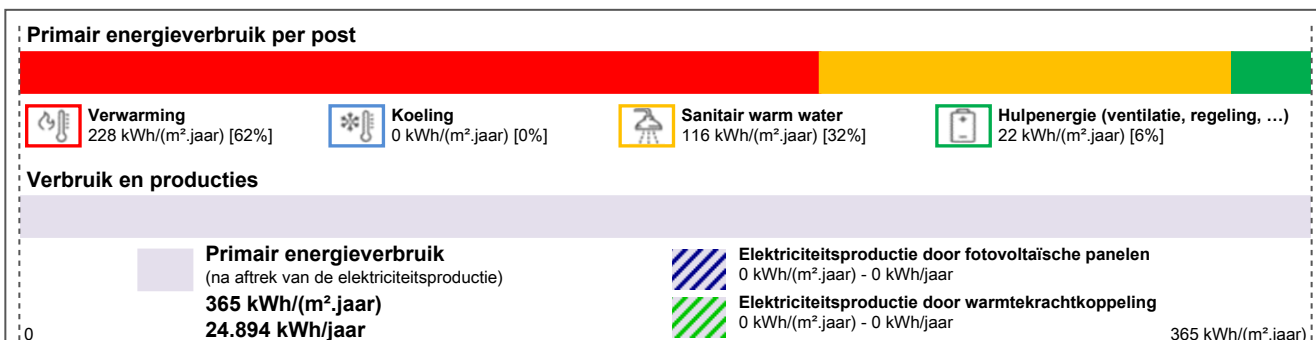 Primair energieverbruik per post
Verwarming
228 kWh/(m².jaar) [62%]
Koeling
0 kWh/(m².jaar) [0%]
Sanitair warm water
116 kWh/(m².jaar) [32%]
Hulpenergie (ventilatie, regeling, …)
22 kWh/(m².jaar) [6%]
Verbruik en producties
Primair energieverbruik
(na aftrek van de elektriciteitsproductie)
365 kWh/(m².jaar)
24.894 kWh/jaar
Elektriciteitsproductie door fotovoltaïsche panelen
0 kWh/(m².jaar) - 0 kWh/jaar
Elektriciteitsproductie door warmtekrachtkoppeling
0 kWh/(m².jaar) - 0 kWh/jaar
0
365 kWh/(m².jaar)